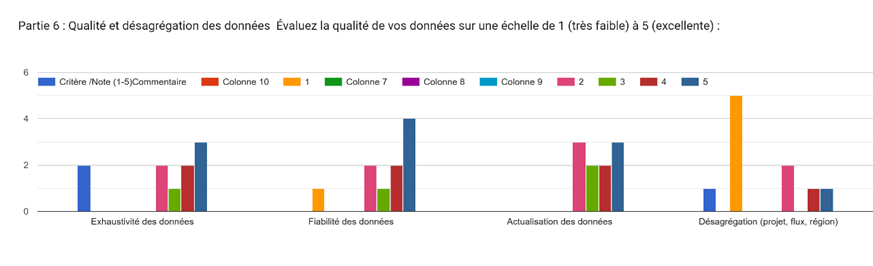 Partie 6 : Qualité et désagrégation des données  Évaluez la qualité de vos données sur une échelle de 1 (très faible) à 5 (excellente) :
6
Critère /Note (1-5)Commentaire Colonne 10 1 Colonne 7 Colonne 8 Colonne 9 2 3 4 5
4
2
0
Exhaustivité des données Fiabilité des données Actualisation des données Désagrégation (projet, flux, région)